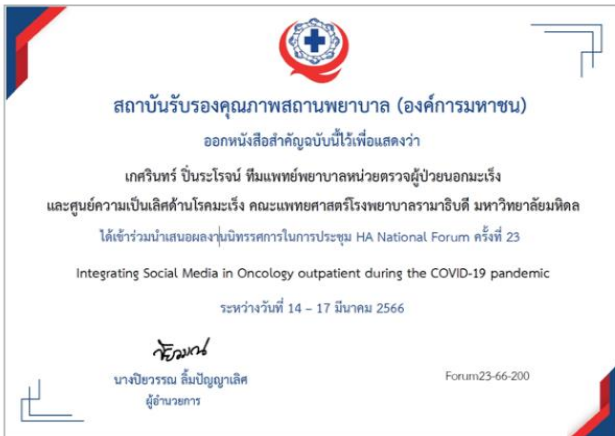 สถาบันรับรองคุณภาพสถานพยาบาล (องค์การมหาชน)
ออกหนังสือสำคัญฉบับนี้ไว้เพื่อแสดงว่า
เกศรินทร์ ปิ่นระโรจน์ ทีมแพทย์พยาบาลหน่วยตรวจผู้ป่วยนอกมะเร็ง
และศูนย์ความเป็นเลิศด้านโรคมะเร็ง คณะแพทยศาสตร์โรงพยาบาลรามาธิบดี มหาวิทยาลัยมหิดล
ได้เข้าร่วมนำเสนอผลงานนิทรรศการในการประชุม HA National Forum ครั้งที่ 23
Integrating Social Media in Oncology outpatient during the COVID-19 pandemic
ระหว่างวันที่ 14 – 17 มีนาคม 2566
นางปิยวรรณ ลิ้มปัญญาเลิศ
ผู้อำนวยการ
Forum23-66-200